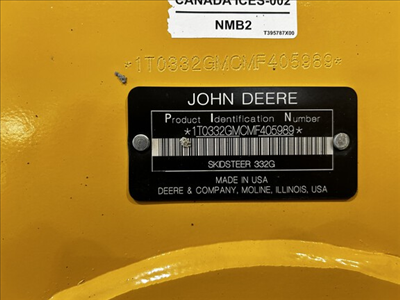 CANADA ICES-002
NMB2
T395787X00
*1T0332GMCMF405989*
JOHN DEERE
Product Identification Number
*1T0332GMCMF405989*
SKIDSTEER 332G
MADE IN USA
DEERE & COMPANY, MOLINE, ILLINOIS, USA